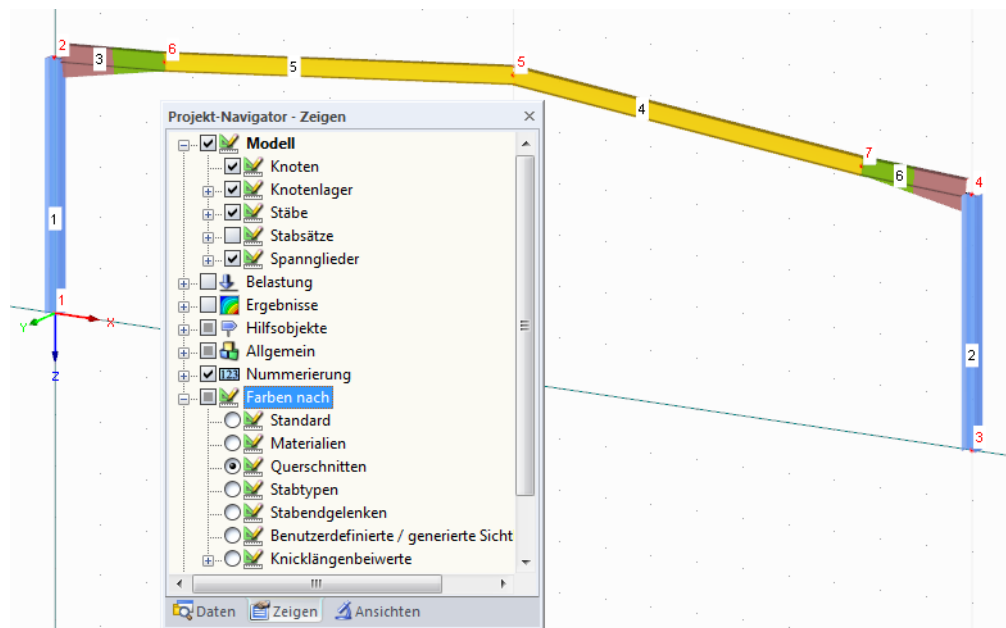 2
3
6
5
5
4
7
6
4
1
1
X
Y
Z
2
3
Projekt-Navigator - Zeigen
Modell
Knoten
Knotenlager
Stäbe
Stabsätze
Spannglieder
Belastung
Ergebnisse
Hilfsobjekte
Allgemein
123 Nummerierung
Farben nach
Standard
Materialien
Querschnitten
Stabtypen
Stabendgelenken
Benutzerdefinierte / generierte Sicht
Knicklängenbeiwerte
Daten Zeigen Ansichten